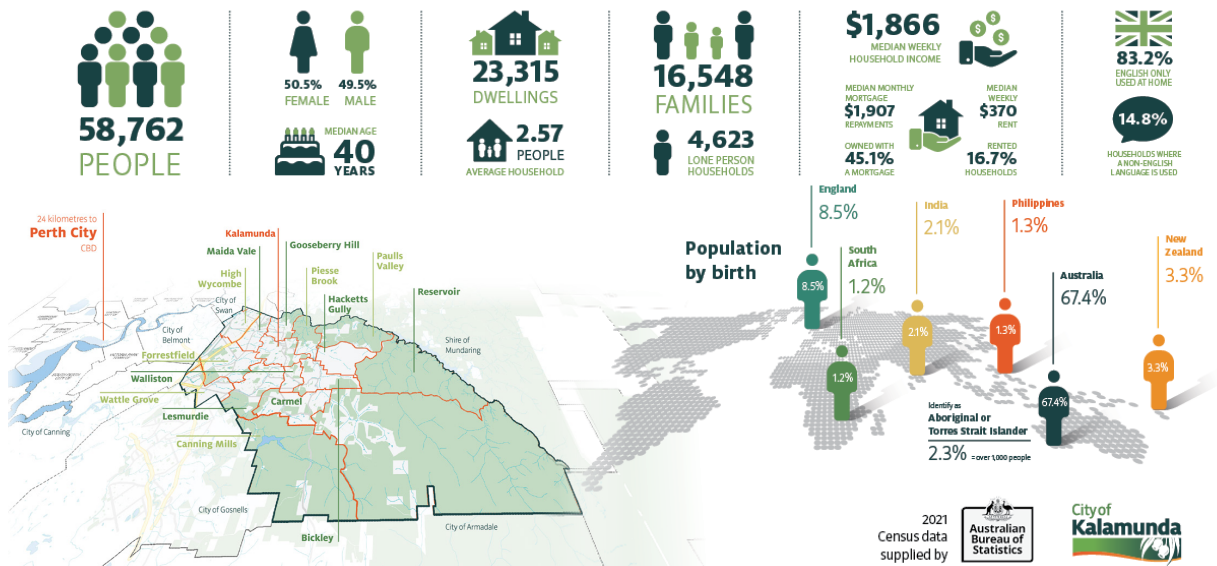 58,762
PEOPLE
50.5%
FEMALE
49.5%
MALE
MEDIAN AGE
40
YEARS
23,315
DWELLINGS
2.57
PEOPLE
AVERAGE HOUSEHOLD
16,548
FAMILIES
4,623
LONE PERSON
HOUSEHOLDS
$1,866
MEDIAN WEEKLY
HOUSEHOLD INCOME
$
$
$
MEDIAN MONTHLY
MORTGAGE
$1,907
REPAYMENTS
MEDIAN
WEEKLY
$370
RENT
OWNED WITH
45.1%
A MORTGAGE
RENTED
16.7%
HOUSEHOLDS
83.2%
ENGLISH ONLY
USED AT HOME
14.8%
HOUSEHOLDS WHERE
A NON-ENGLISH
LANGUAGE IS USED
24 kilometres to
Perth City
CBD
Kalamunda
Maida Vale
Gooseberry Hill
High
Wycombe
Piesse
Brook
Paulls
Valley
Hacketts
Gully
Reservoir
City of
Swan
City of
Belmont
Shire of
Mundaring
Forrestfield
Walliston
Wattle Grove
Carmel
Lesmurdie
City of Canning
Canning Mills
City of Gosnells
City of Armadale
Bickley
Population
by birth
England
8.5%
8.5%
South
Africa
1.2%
1.2%
India
2.1%
2.1%
Philippines
1.3%
1.3%
Australia
67.4%
67.4%
New
Zealand
3.3%
3.3%
Identify as
Aboriginal or
Torres Strait Islander
2.3% = over 1,000 people
2021
Census data
supplied by
Australian
Bureau of
Statistics
City of
Kalamunda